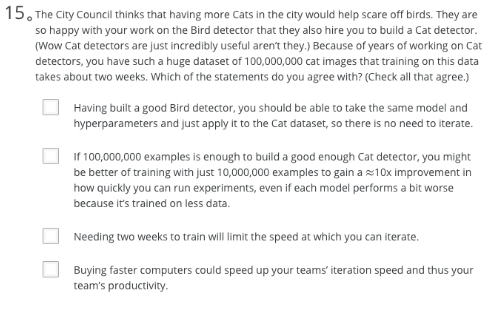 15. The City Council thinks that having more Cats in the city would help scare off birds. They are
so happy with your work on the Bird detector that they also hire you to build a Cat detector.
(Wow Cat detectors are just incredibly useful aren't they.) Because of years of working on Cat
detectors, you have such a huge dataset of 100,000,000 cat images that training on this data
takes about two weeks. Which of the statements do you agree with? (Check all that agree.)
Having built a good Bird detector, you should be able to take the same model and
hyperparameters and just apply it to the Cat dataset, so there is no need to iterate.
If 100,000,000 examples is enough to build a good enough Cat detector, you might
be better of training with just 10,000,000 examples to gain a ≈10x improvement in
how quickly you can run experiments, even if each model performs a bit worse
because it's trained on less data.
Needing two weeks to train will limit the speed at which you can iterate.
Buying faster computers could speed up your teams' iteration speed and thus your
team's productivity.